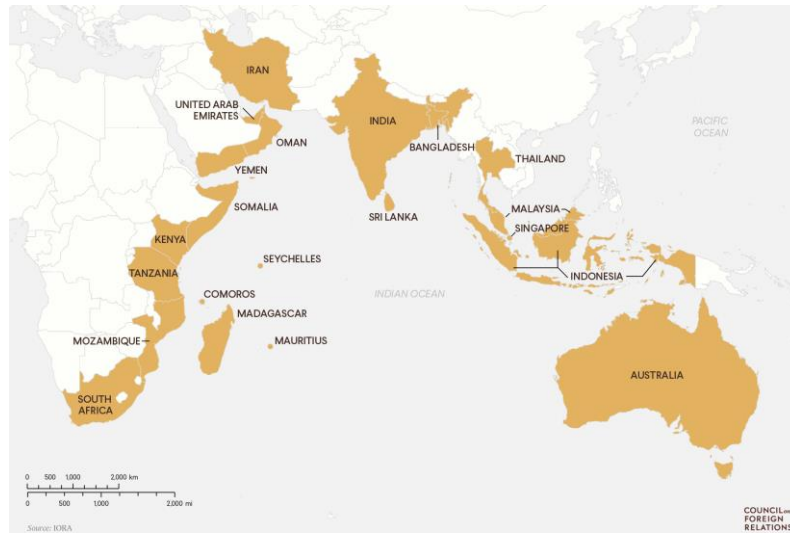 IRAN
UNITED ARAB
EMIRATES
OMAN
YEMEN
SOMALIA
KENYA
TANZANIA
SEYCHELLES
COMOROS
MADAGASCAR
MAURITIUS
MOZAMBIQUE
SOUTH
AFRICA
INDIA
BANGLADESH
SRI LANKA
THAILAND
MALAYSIA
SINGAPORE
INDONESIA
AUSTRALIA
PACIFIC
OCEAN
INDIAN OCEAN
0 500 1,000 2,000 km
0 500 1,000 2,000 mi
Source: IORA
COUNCIL on
FOREIGN
RELATIONS